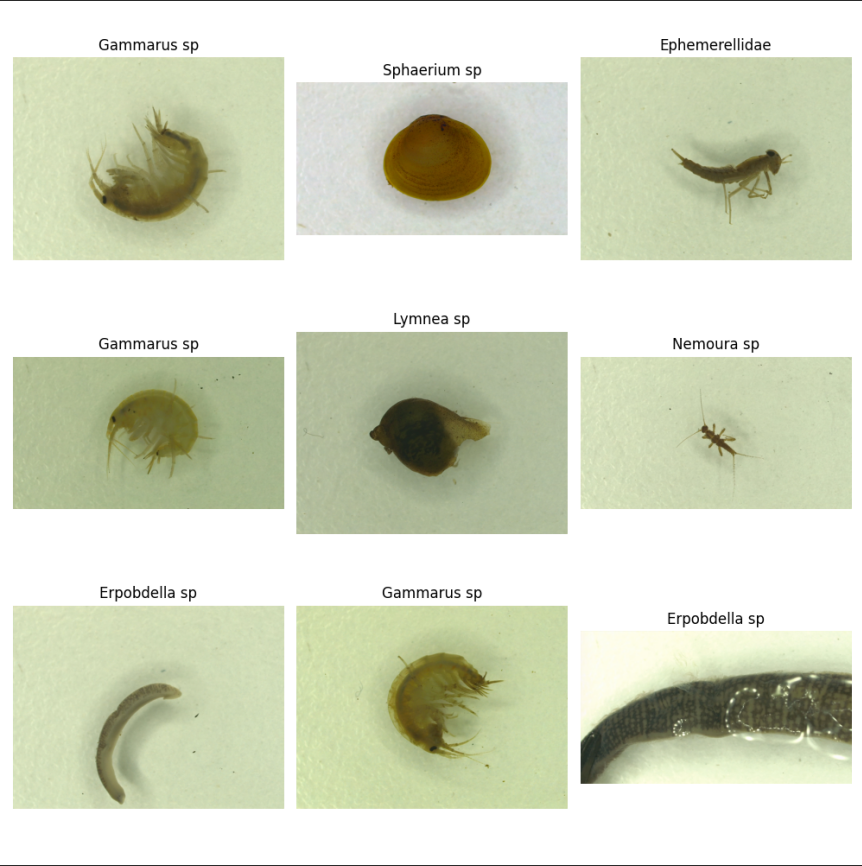 Gammarus sp
Sphaerium sp
Ephemerellidae
Gammarus sp
Lymnea sp
Nemoura sp
Erpobdella sp
Gammarus sp
Erpobdella sp